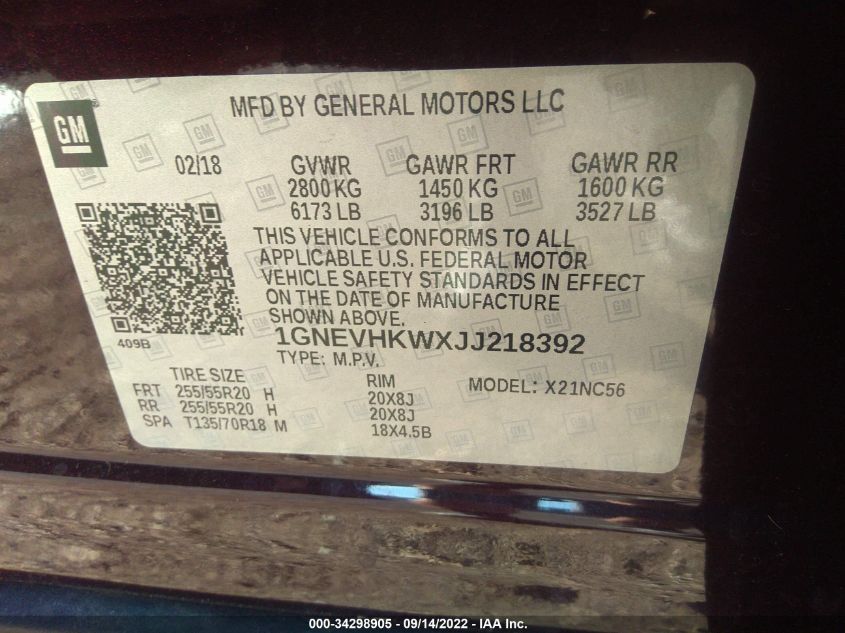 MFD BY GENERAL MOTORS LLC
GM
02/18 GVWR GAWR FRT GAWR RR
2800 KG 1450 KG 1600 KG
6173 LB 3196 LB 3527 LB
THIS VEHICLE CONFORMS TO ALL
APPLICABLE U.S. FEDERAL MOTOR
VEHICLE SAFETY STANDARDS IN EFFECT
ON THE DATE OF MANUFACTURE
SHOWN ABOVE.
409B
1GNEVHKWXJJ218392
TYPE: M.P.V.
TIRE SIZE RIM MODEL: X21NC56
FRT 255/55R20 H 20X8J
RR 255/55R20 H 20X8J
SPA T135/70R18 M 18X4.5B
000-34298905 - 09/14/2022 - IAA Inc.